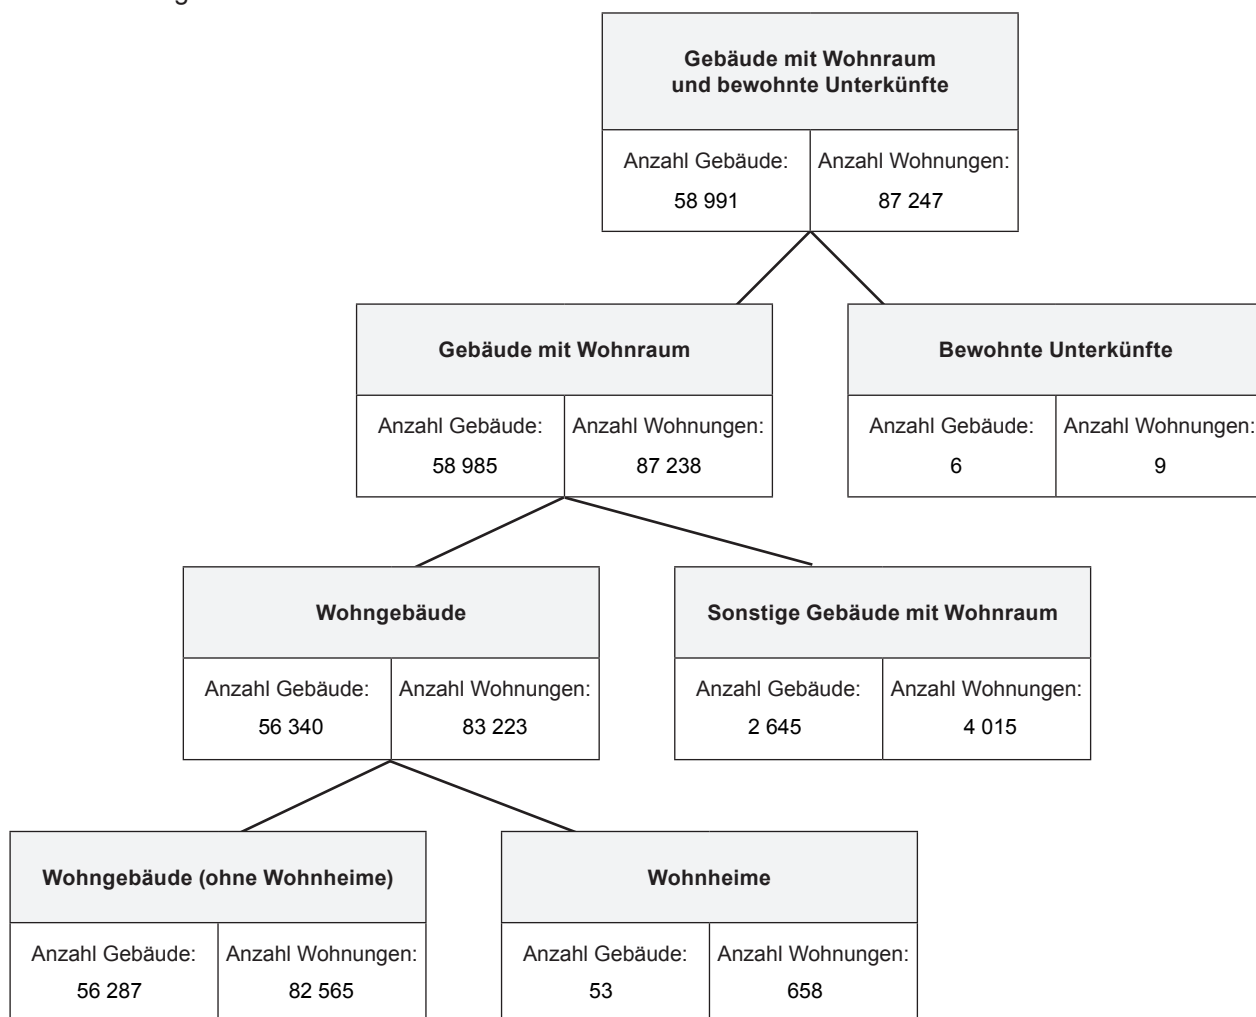 Gebäude mit Wohnraum
und bewohnte Unterkünfte
Anzahl Gebäude:
58 991
Anzahl Wohnungen:
87 247
Gebäude mit Wohnraum
Anzahl Gebäude:
58 985
Anzahl Wohnungen:
87 238
Bewohnte Unterkünfte
Anzahl Gebäude:
6
Anzahl Wohnungen:
9
Wohngebäude
Anzahl Gebäude:
56 340
Anzahl Wohnungen:
83 223
Sonstige Gebäude mit Wohnraum
Anzahl Gebäude:
2 645
Anzahl Wohnungen:
4 015
Wohngebäude (ohne Wohnheime)
Anzahl Gebäude:
56 287
Anzahl Wohnungen:
82 565
Wohnheime
Anzahl Gebäude:
53
Anzahl Wohnungen:
658